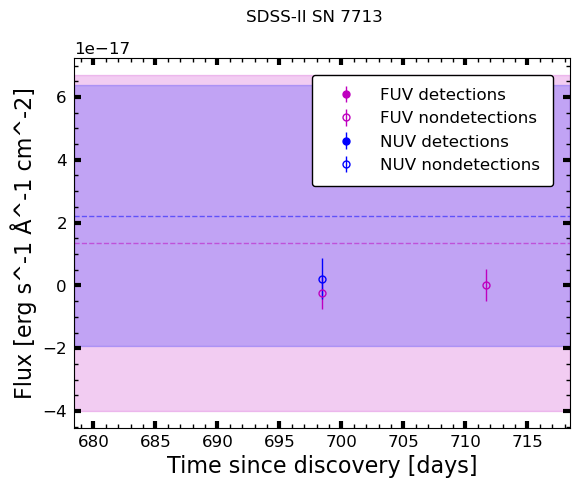 SDSS-II SN 7713
1e−17
FUV detections
FUV nondetections
NUV detections
NUV nondetections
6
4
2
0
−2
−4
Flux [erg s^-1 Å^-1 cm^-2]
680 685 690 695 700 705 710 715
Time since discovery [days]